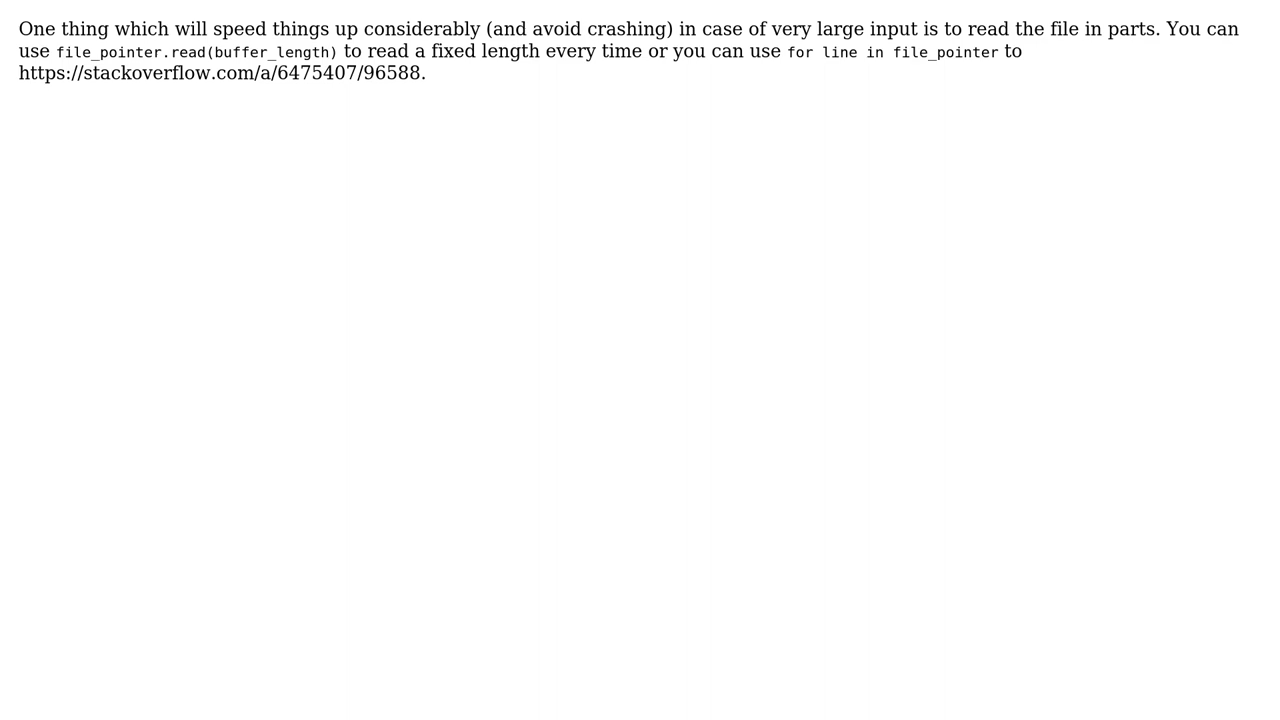 One thing which will speed things up considerably (and avoid crashing) in case of very large input is to read the file in parts. You can
use file_pointer.read(buffer_length) to read a fixed length every time or you can use for line in file_pointer to
https://stackoverflow.com/a/6475407/96588.